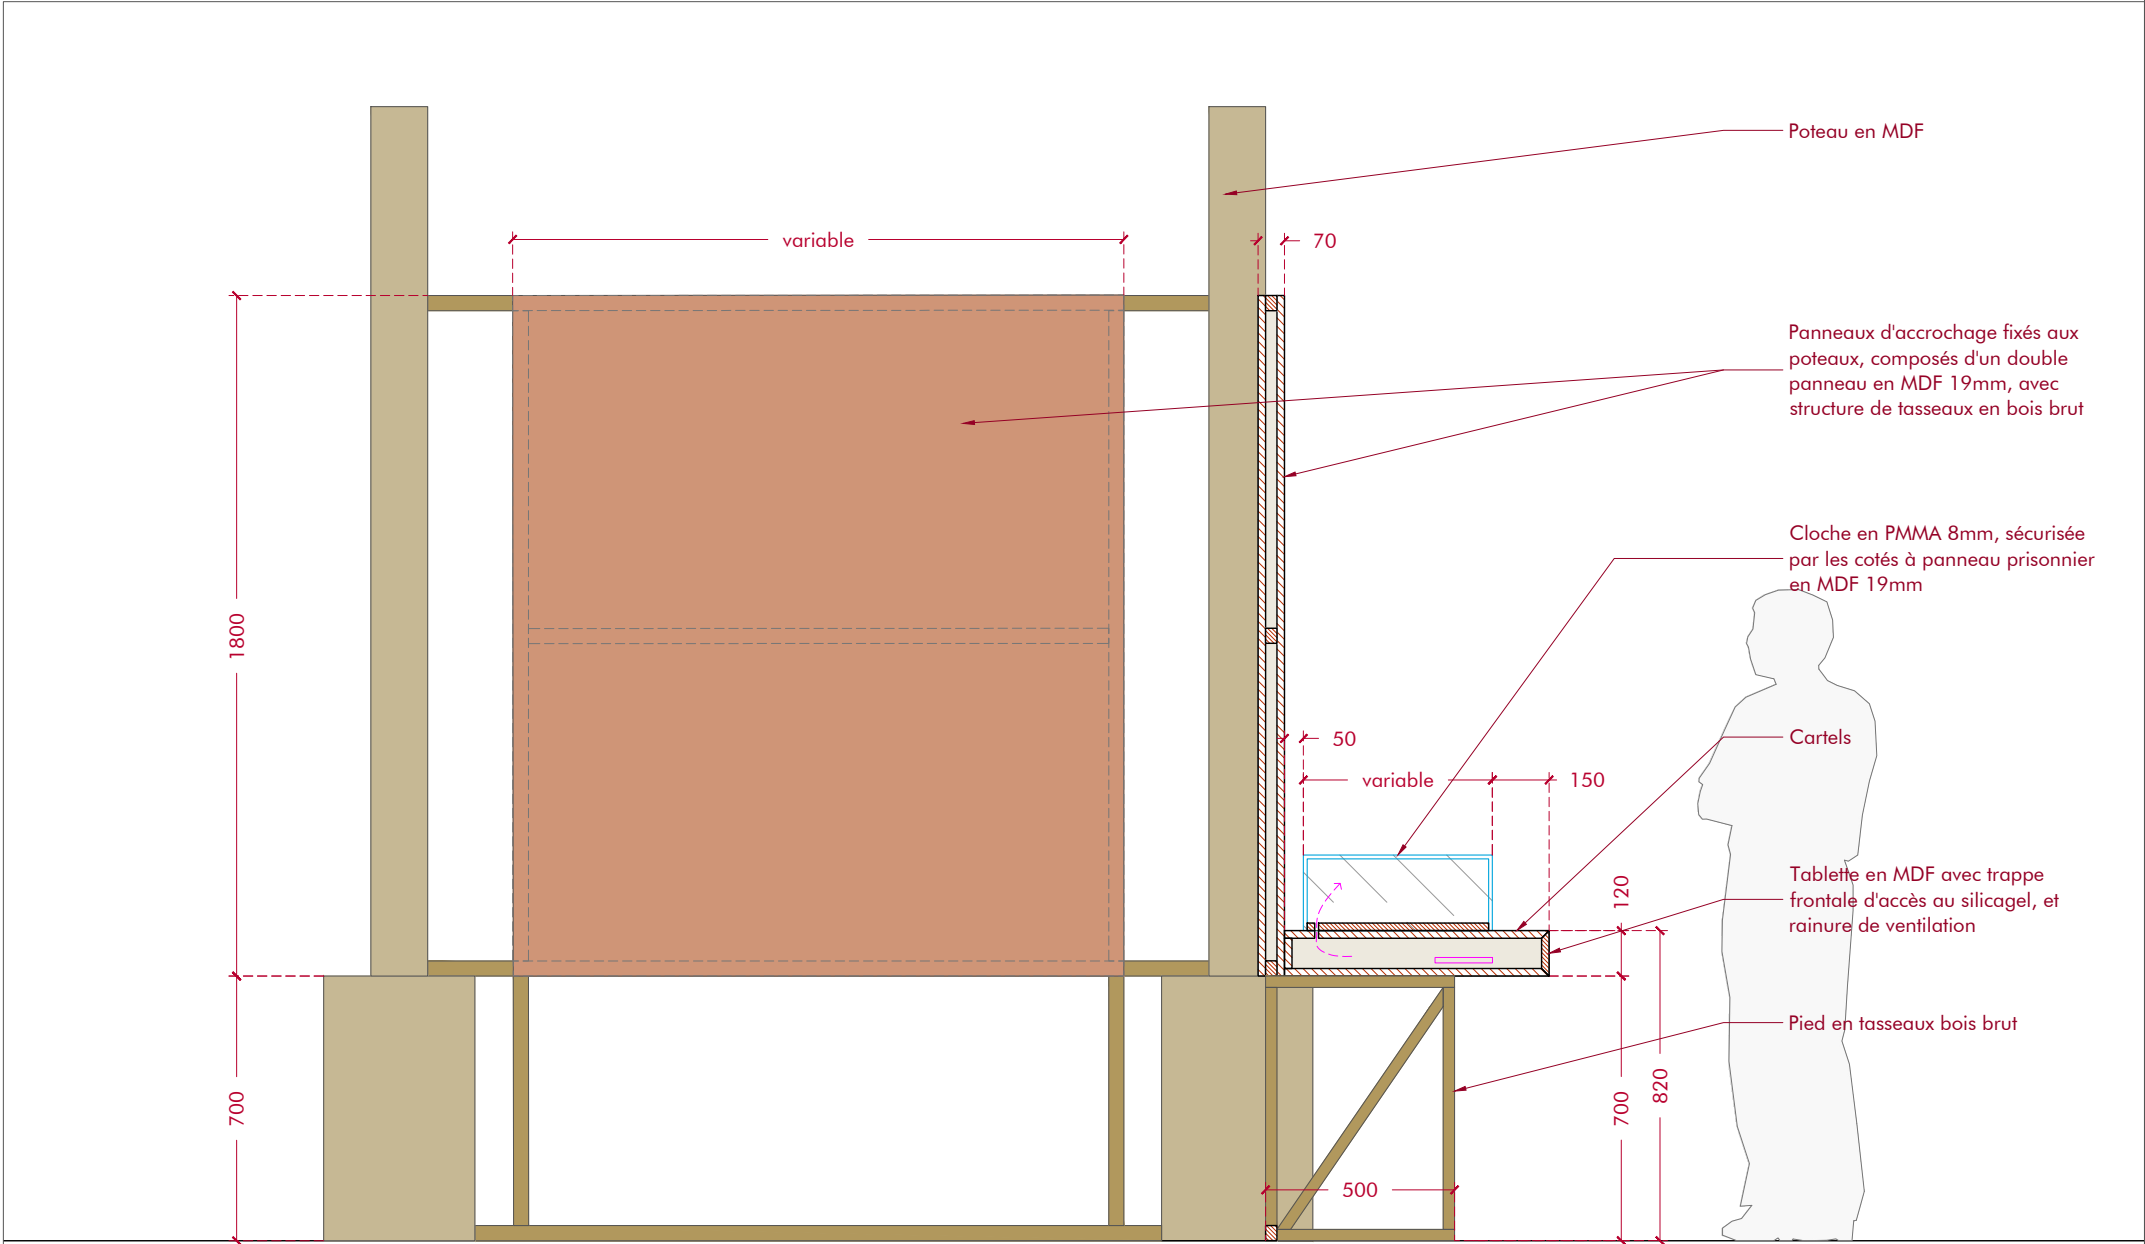 Poteau en MDF
variable
70
Panneaux d'accrochage fixés aux
poteaux, composés d'un double
panneau en MDF 19mm, avec
structure de tasseaux en bois brut
Cloche en PMMA 8mm, sécurisée
par les cotés à panneau prisonnier
en MDF 19mm
1800
50
Cartels
variable
150
Tablette en MDF avec trappe
frontale d'accès au silicagel, et
rainure de ventilation
120
Pied en tasseaux bois brut
700
700
820
500